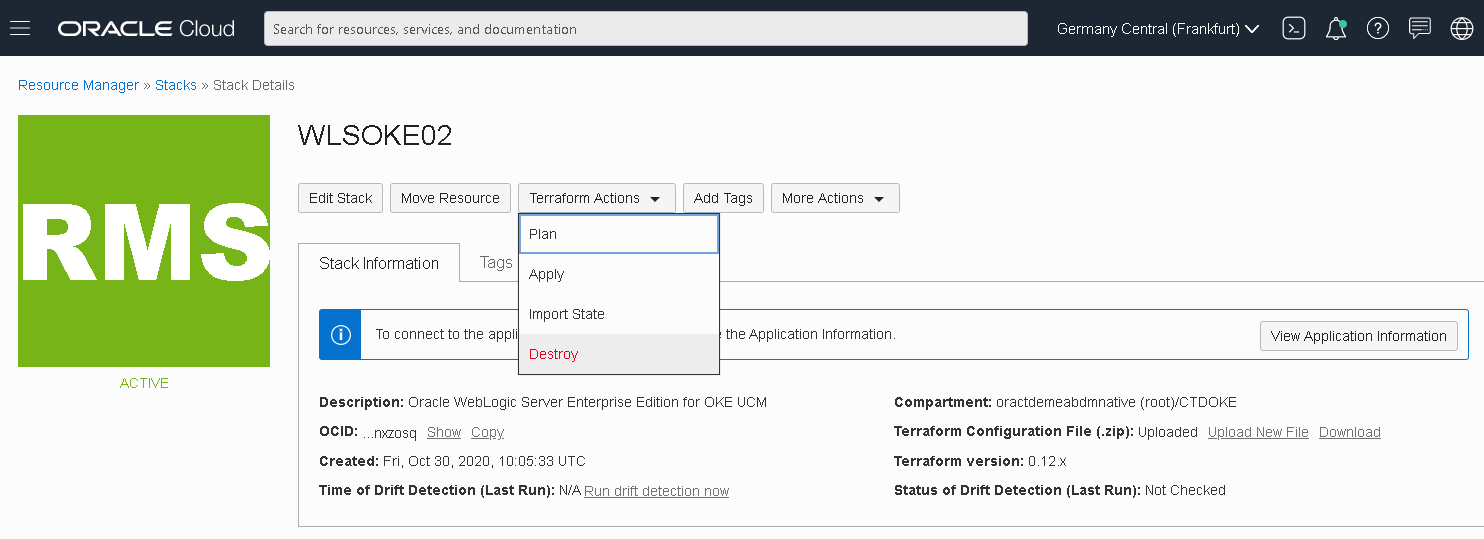 ORACLE Cloud
Search for resources, services, and documentation
Germany Central (Frankfurt)
Resource Manager » Stacks » Stack Details
RMS
ACTIVE
WLSOKE02
Edit Stack
Move Resource
Terraform Actions
Add Tags
More Actions
Plan
Apply
Import State
Destroy
Stack Information
Tags
To connect to the appli e the Application Information.
View Application Information
Description: Oracle WebLogic Server Enterprise Edition for OKE UCM
OCID: ...nxzosq Show Copy
Created: Fri, Oct 30, 2020, 10:05:33 UTC
Time of Drift Detection (Last Run): N/A Run drift detection now
Compartment: oractdemeabdmnative (root)/CTDOKE
Terraform Configuration File (.zip): Uploaded Upload New File Download
Terraform version: 0.12.x
Status of Drift Detection (Last Run): Not Checked